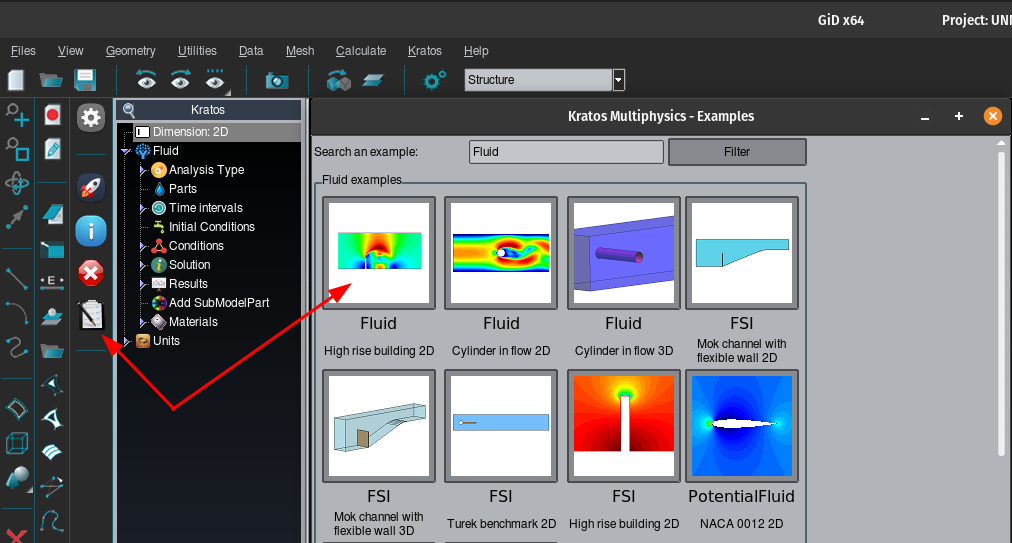 GiD x64
Project: UNN
Files View Geometry Utilities Data Mesh Calculate Kratos Help
Structure
Kratos
Dimension: 2D
Fluid
Analysis Type
Parts
Time intervals
Initial Conditions
Conditions
Solution
Results
Add SubModelPart
Materials
Units
E
Kratos Multiphysics - Examples
Search an example: Fluid Filter
Fluid examples
Fluid Fluid Fluid FSI
High rise building 2D Cylinder in flow 2D Cylinder in flow 3D Mok channel with
flexible wall 2D
FSI FSI FSI PotentialFluid
Mok channel with
flexible wall 3D Turek benchmark 2D High rise building 2D NACA 0012 2D